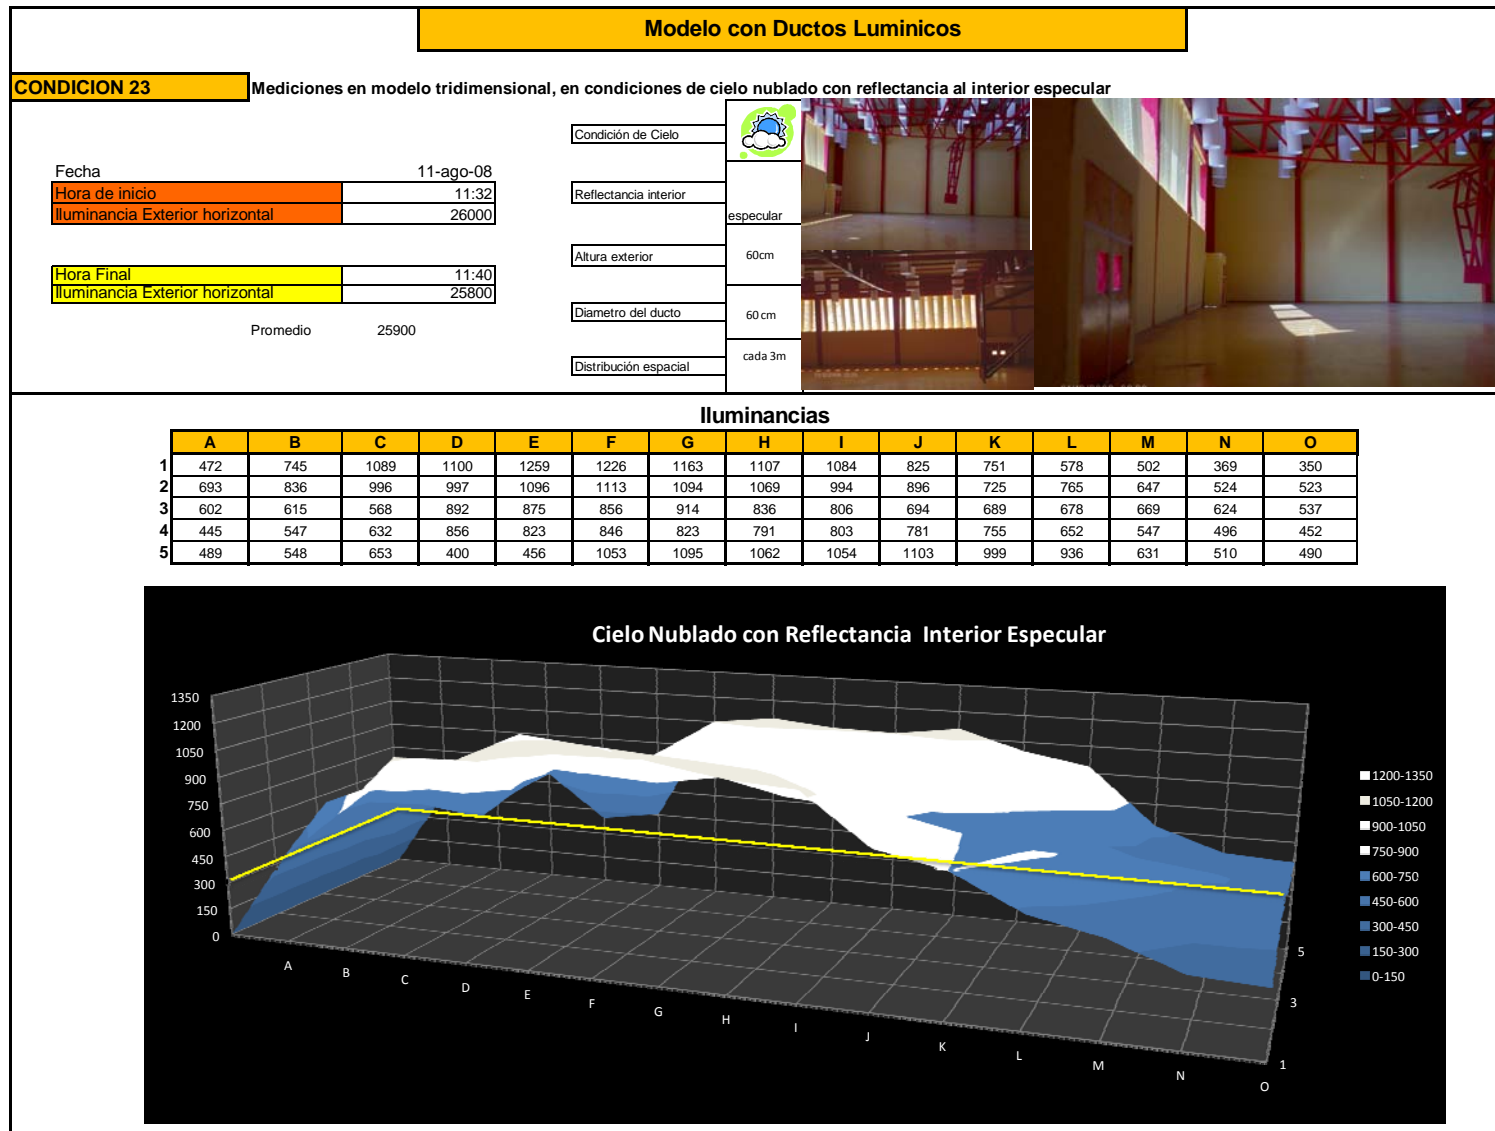 Modelo con Ductos Luminicos
CONDICION 23 Mediciones en modelo tridimensional, en condiciones de cielo nublado con reflectancia al interior especular
Condición de Cielo
Fecha 11-ago-08
Hora de inicio 11:32
Iluminancia Exterior horizontal 26000
Reflectancia interior especular
Altura exterior 60cm
Hora Final 11:40
Iluminancia Exterior horizontal 25800
Diametro del ducto 60 cm
Promedio 25900
Distribución espacial cada 3m
Iluminancias
A B C D E F G H I J K L M N O
1 472 745 1089 1100 1259 1226 1163 1107 1084 825 751 578 502 369 350
2 693 836 996 997 1096 1113 1094 1069 994 896 725 765 647 524 523
3 602 615 568 892 875 856 914 836 806 694 689 678 669 624 537
4 445 547 632 856 823 846 823 791 803 781 755 652 547 496 452
5 489 548 653 400 456 1053 1095 1062 1054 1103 999 936 631 510 490
Cielo Nublado con Reflectancia Interior Especular
1350
1200
1050
900
750
600
450
300
150
0
A B C D E F G H I J K L M N O
5
3
1
1200-1350
1050-1200
900-1050
750-900
600-750
450-600
300-450
150-300
0-150